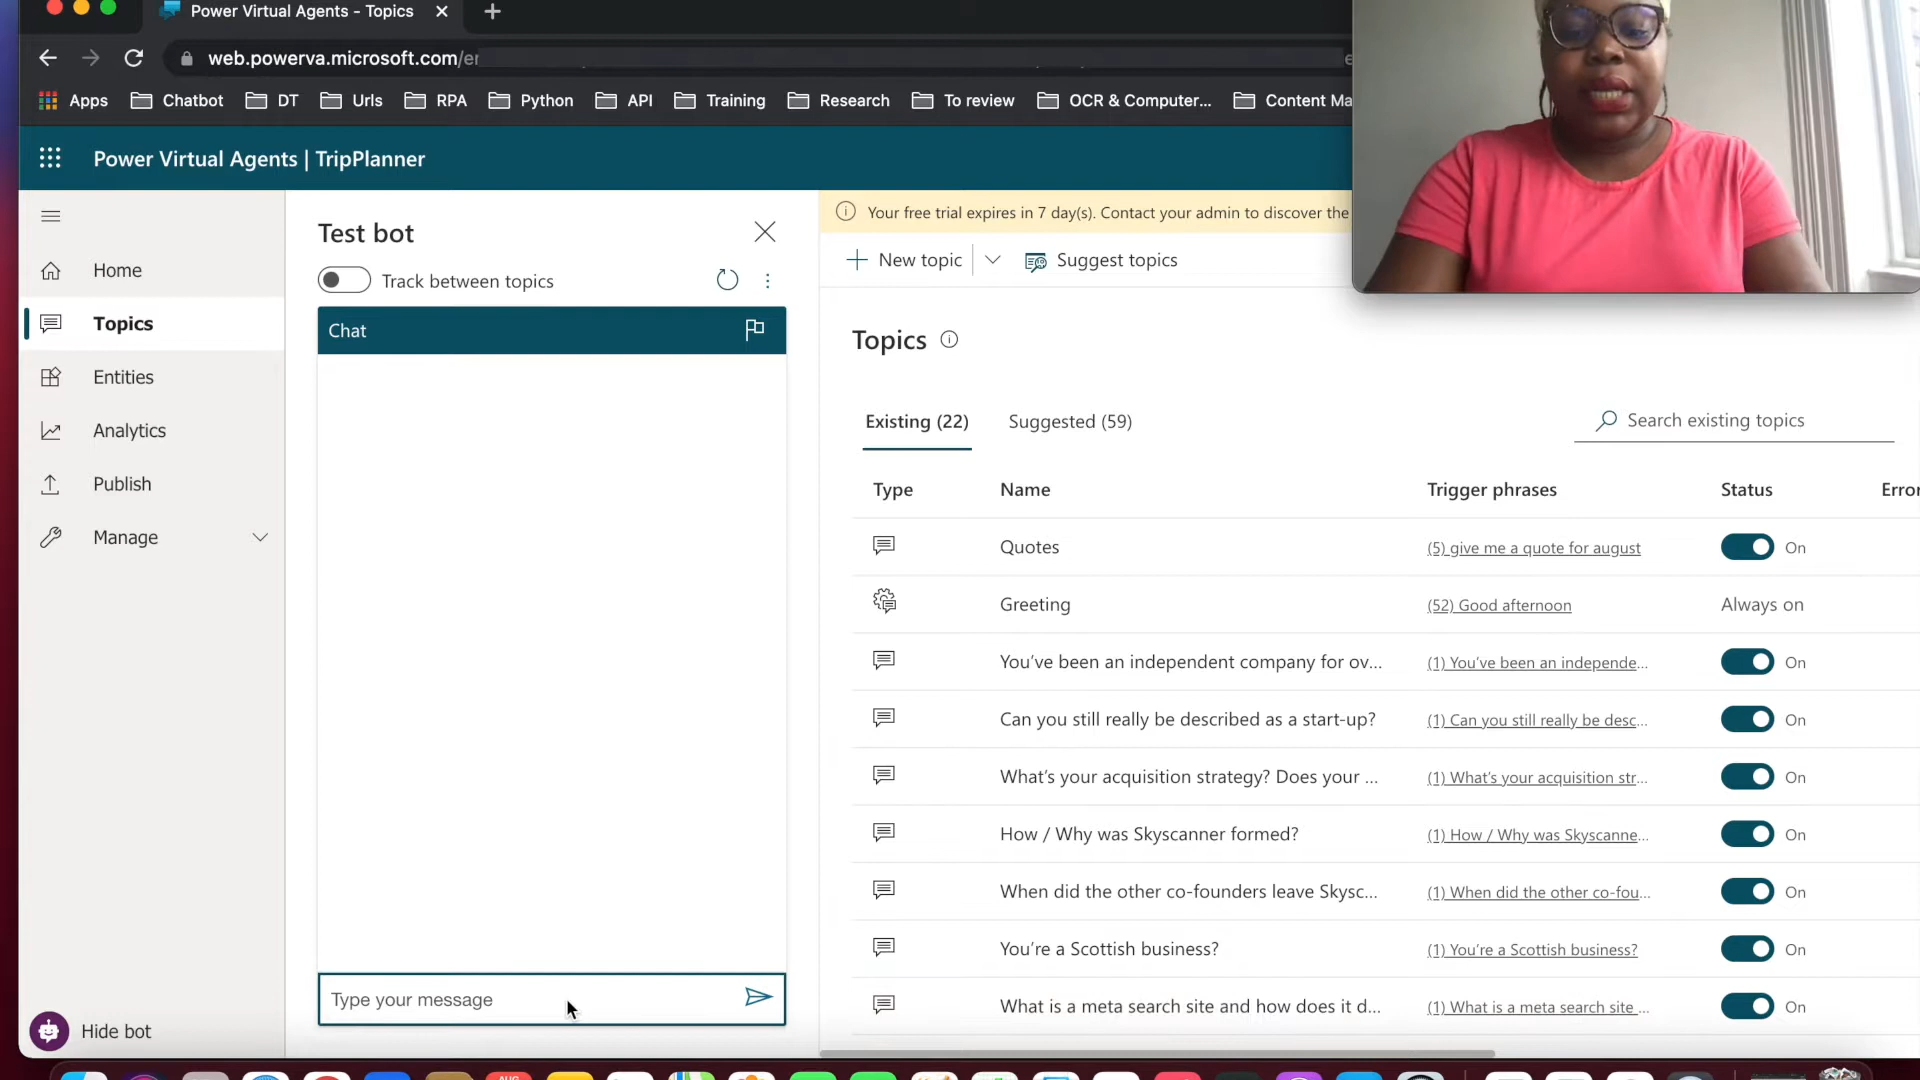 Power Virtual Agents - Topics
web.powerva.microsoft.com/er
Apps
Chatbot
DT
Urls
RPA
Python
API
Training
Research
To review
OCR & Computer...
Content Ma
Power Virtual Agents | TripPlanner
Home
Topics
Entities
Analytics
Publish
Manage
Hide bot
Test bot
Track between topics
Chat
Type your message
Your free trial expires in 7 day(s). Contact your admin to discover the
New topic
Suggest topics
Topics
Existing (22)
Suggested (59)
Search existing topics
Type Name Trigger phrases Status Error
Quotes (5) give me a quote for august On
Greeting (52) Good afternoon Always on
You've been an independent company for ov... (1) You've been an independe... On
Can you still really be described as a start-up? (1) Can you still really be desc... On
What's your acquisition strategy? Does your ... (1) What's your acquisition str... On
How / Why was Skyscanner formed? (1) How / Why was Skyscanne... On
When did the other co-founders leave Skysc... (1) When did the other co-fou... On
You're a Scottish business? (1) You're a Scottish business? On
What is a meta search site and how does it d... (1) What is a meta search site ... On
AUG